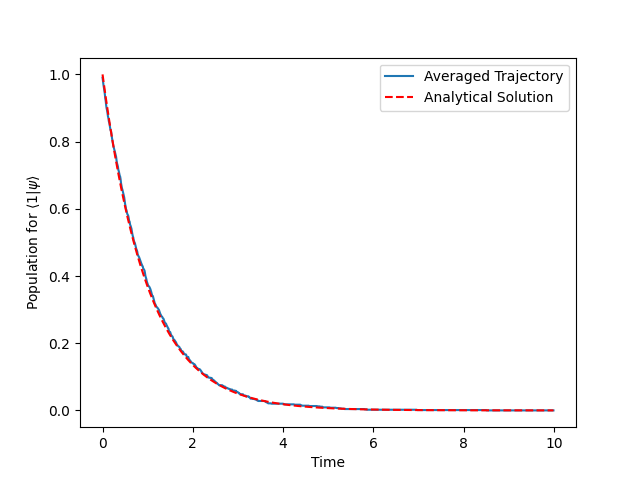 Averaged Trajectory
Analytical Solution
1.0
0.8
0.6
0.4
0.2
0.0
Population for ⟨1|ψ⟩
0 2 4 6 8 10
Time